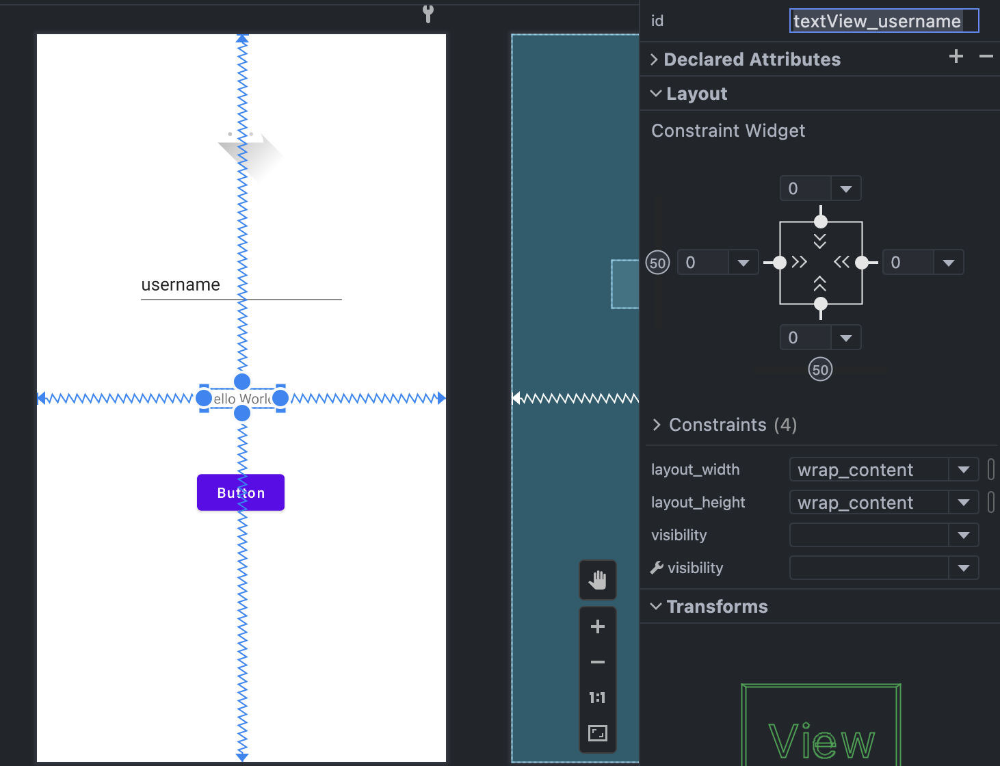 id
textView_username
Declared Attributes
Layout
Constraint Widget
0
50
0
0
0
50
Constraints (4)
layout_width
wrap_content
layout_height
wrap_content
visibility
visibility
Transforms
View
username
ello Worl
Button
1:1